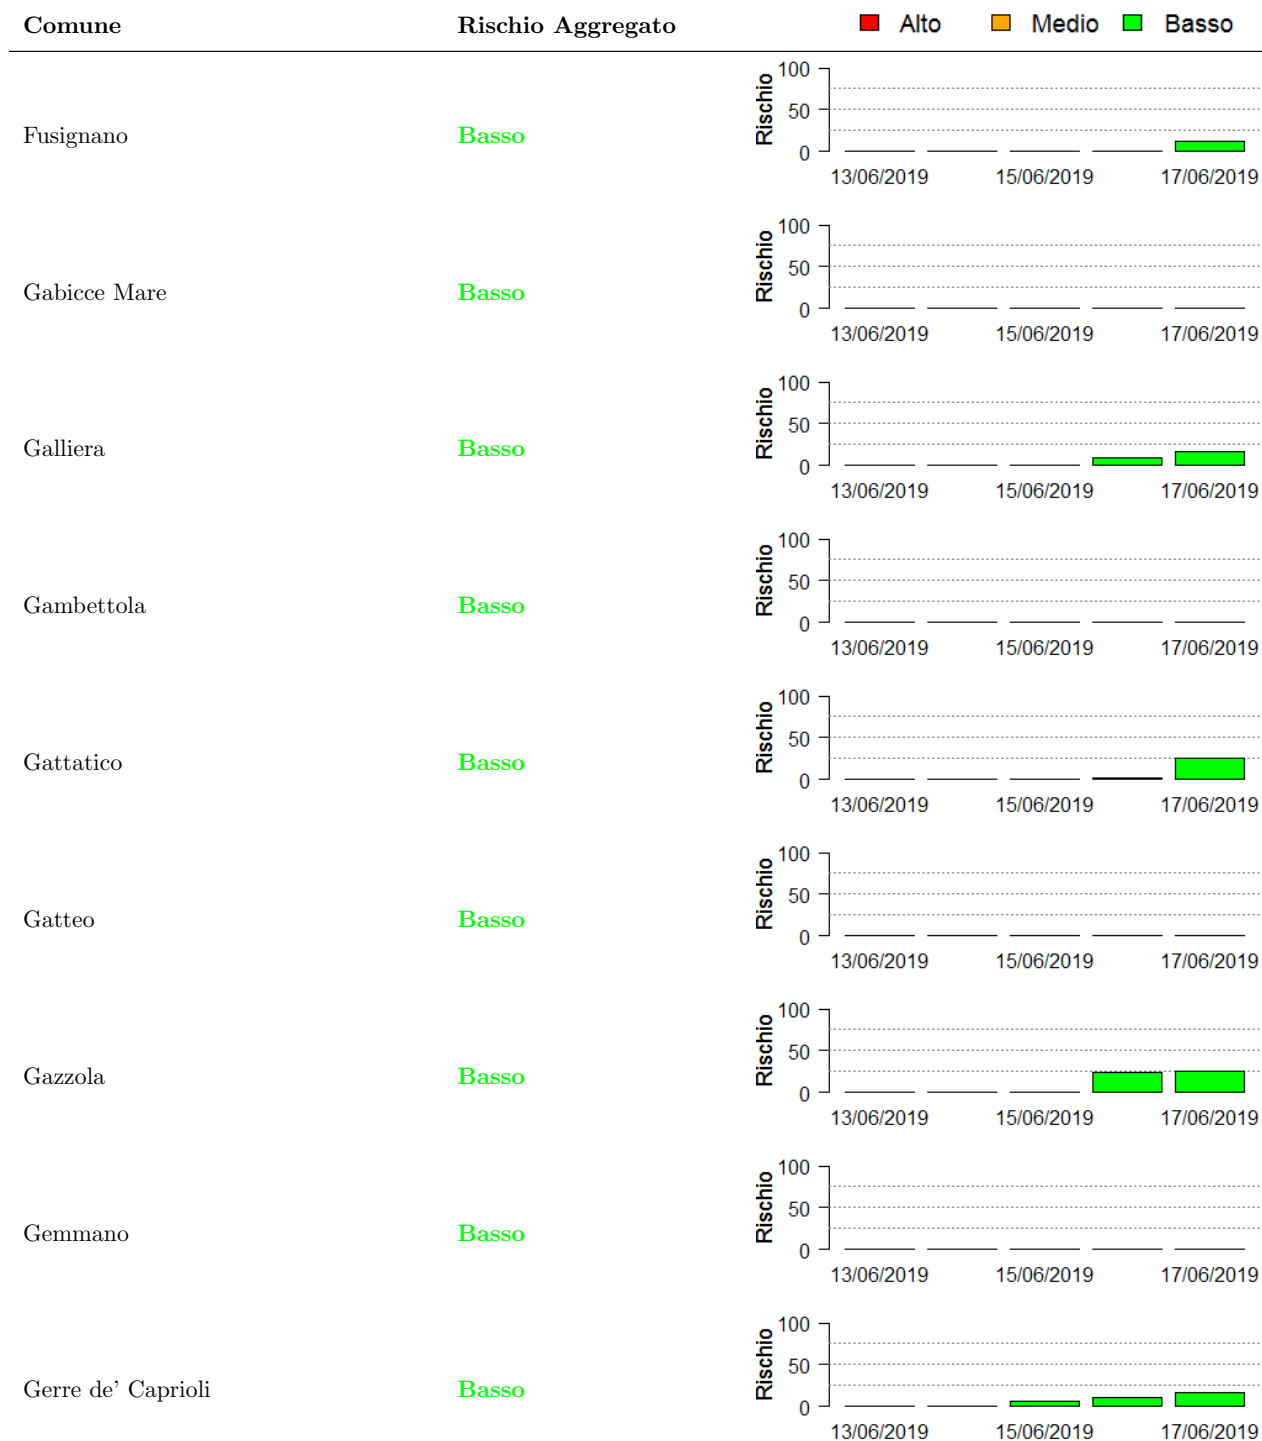 Comune Rischio Aggregato Alto Medio Basso
Fusignano Basso Rischio 100 50 0
13/06/2019 15/06/2019 17/06/2019
Gabicce Mare Basso Rischio 100 50 0
13/06/2019 15/06/2019 17/06/2019
Galliera Basso Rischio 100 50 0
13/06/2019 15/06/2019 17/06/2019
Gambettola Basso Rischio 100 50 0
13/06/2019 15/06/2019 17/06/2019
Gattatico Basso Rischio 100 50 0
13/06/2019 15/06/2019 17/06/2019
Gatteo Basso Rischio 100 50 0
13/06/2019 15/06/2019 17/06/2019
Gazzola Basso Rischio 100 50 0
13/06/2019 15/06/2019 17/06/2019
Gemmano Basso Rischio 100 50 0
13/06/2019 15/06/2019 17/06/2019
Gerre de' Caprioli Basso Rischio 100 50 0
13/06/2019 15/06/2019 17/06/2019